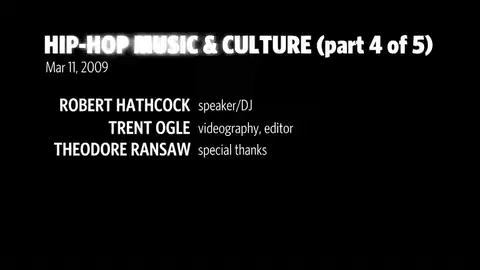 HIP-HOP MUSIC & CULTURE (part 4 of 5)
Mar 11, 2009
ROBERT HATHCOCK speaker/DJ
TRENT OGLE videography, editor
THEODORE RANSAW special thanks